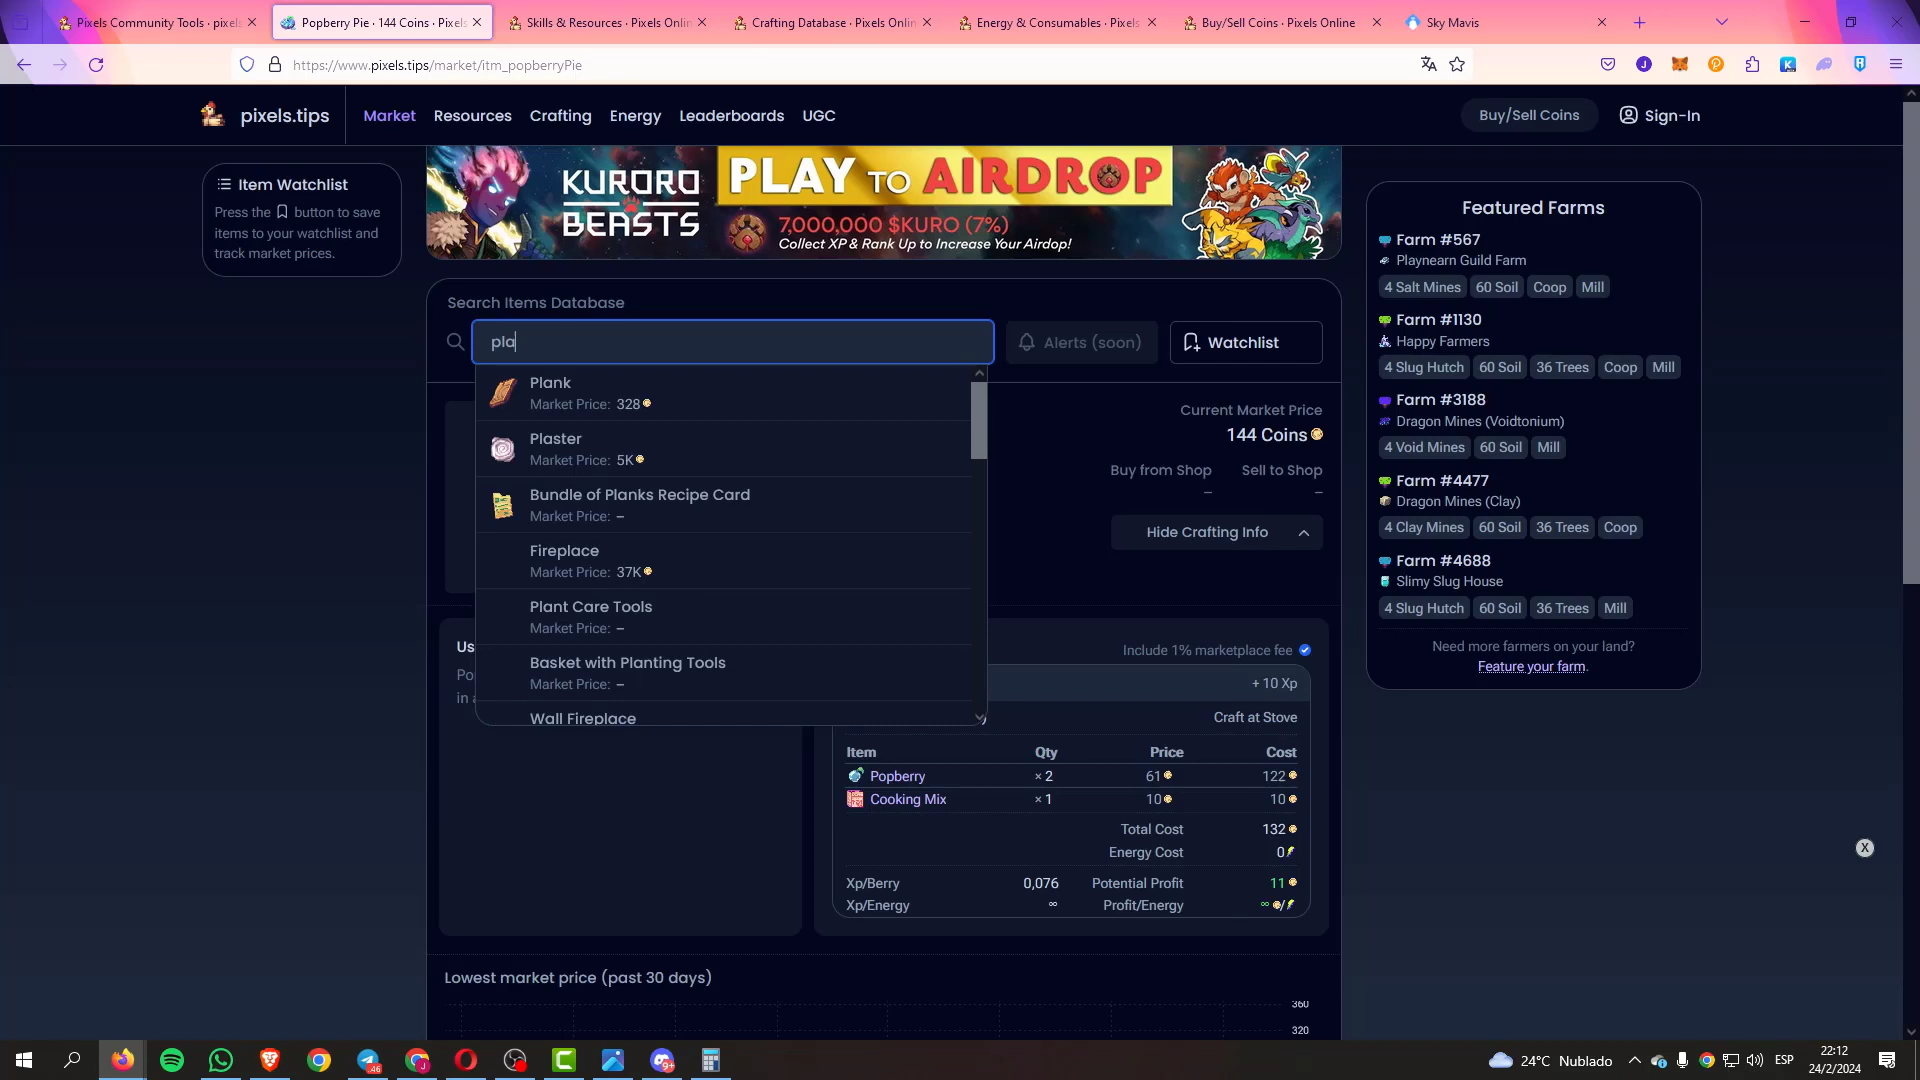 Pixels Community Tools · pixels
Popberry Pie · 144 Coins · Pixels
Skills & Resources · Pixels Onlin
Crafting Database · Pixels Onlin
Energy & Consumables · Pixels
Buy/Sell Coins · Pixels Online
Sky Mavis
https://www.pixels.tips/market/itm_popberryPie
pixels.tips
Market
Resources
Crafting
Energy
Leaderboards
UGC
Buy/Sell Coins
Sign-In
Item Watchlist
Press the button to save
items to your watchlist and
track market prices.
KURORO
BEASTS
PLAY TO AIRDROP
7,000,000 $KURO (7%)
Collect XP & Rank Up to Increase Your Airdop!
Search Items Database
pla
Alerts (soon)
Watchlist
Plank
Market Price: 328
Plaster
Market Price: 5K
Bundle of Planks Recipe Card
Market Price: –
Fireplace
Market Price: 37K
Plant Care Tools
Market Price: –
Basket with Planting Tools
Market Price: –
Wall Fireplace
Current Market Price
144 Coins
Buy from Shop Sell to Shop
– –
Hide Crafting Info
Us
Po
in a
Include 1% marketplace fee
+ 10 Xp
Craft at Stove
Item Qty Price Cost
Popberry × 2 61 122
Cooking Mix × 1 10 10
Total Cost 132
Energy Cost 0
Xp/Berry 0,076 Potential Profit 11
Xp/Energy ∞ Profit/Energy ∞ /
Lowest market price (past 30 days)
360
320
Featured Farms
Farm #567
Playnearn Guild Farm
4 Salt Mines 60 Soil Coop Mill
Farm #1130
Happy Farmers
4 Slug Hutch 60 Soil 36 Trees Coop Mill
Farm #3188
Dragon Mines (Voidtonium)
4 Void Mines 60 Soil Mill
Farm #4477
Dragon Mines (Clay)
4 Clay Mines 60 Soil 36 Trees Coop
Farm #4688
Slimy Slug House
4 Slug Hutch 60 Soil 36 Trees Mill
Need more farmers on your land?
Feature your farm.
X
.46
9+
24°C Nublado
ESP
22:12
24/2/2024